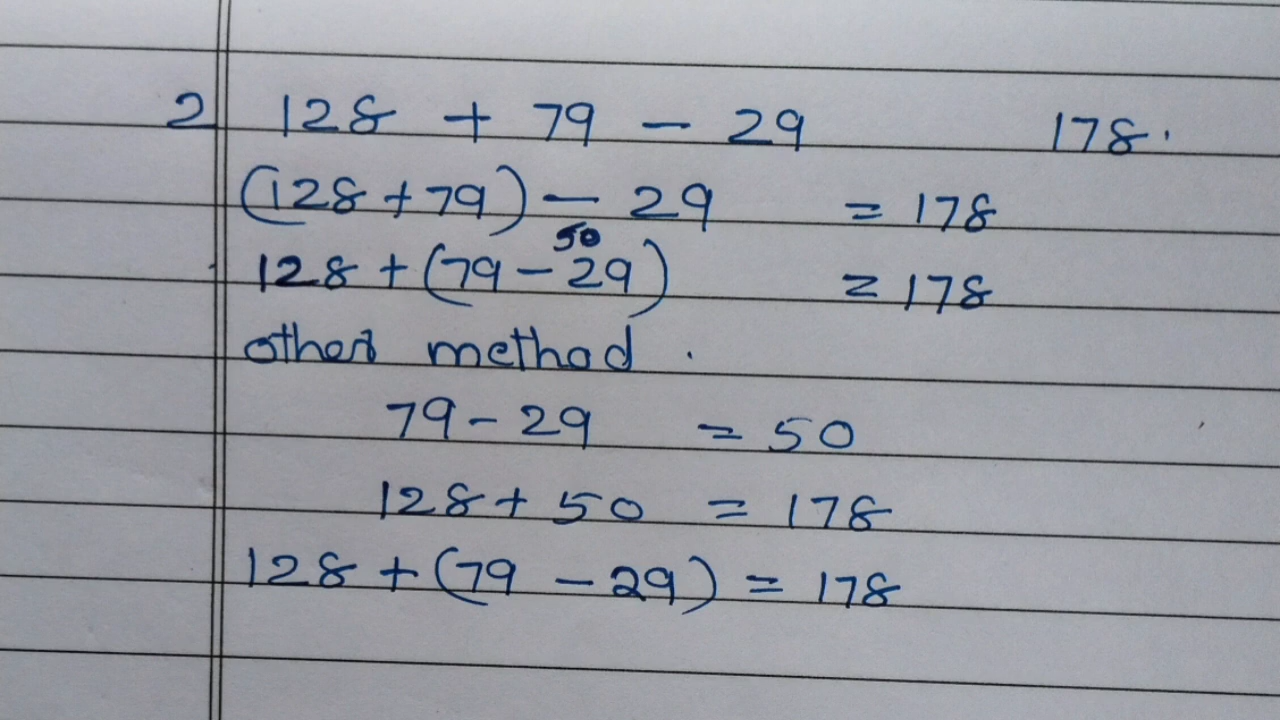 2 128 + 79 - 29 178.
(128 + 79) - 29 = 178
50
128 + (79 - 29) = 178
other method.
79 - 29 = 50
128 + 50 = 178
128 + (79 - 29) = 178